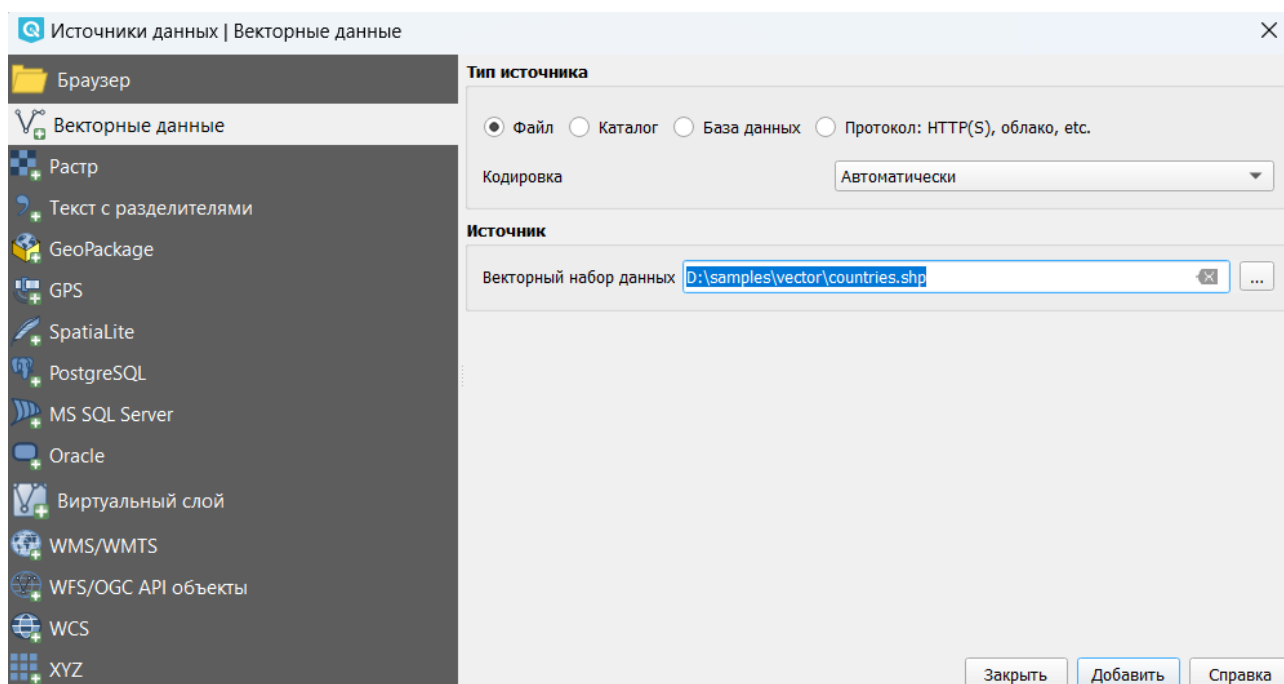 Источники данных | Векторные данные
Браузер
Векторные данные
Растр
Текст с разделителями
GeoPackage
GPS
SpatiaLite
PostgreSQL
MS SQL Server
Oracle
Виртуальный слой
WMS/WMTS
WFS/OGC API объекты
WCS
XYZ
Тип источника
Файл Каталог База данных Протокол: HTTP(S), облако, etc.
Кодировка Автоматически
Источник
Векторный набор данных D:\samples\vector\countries.shp ...
Закрыть Добавить Справка